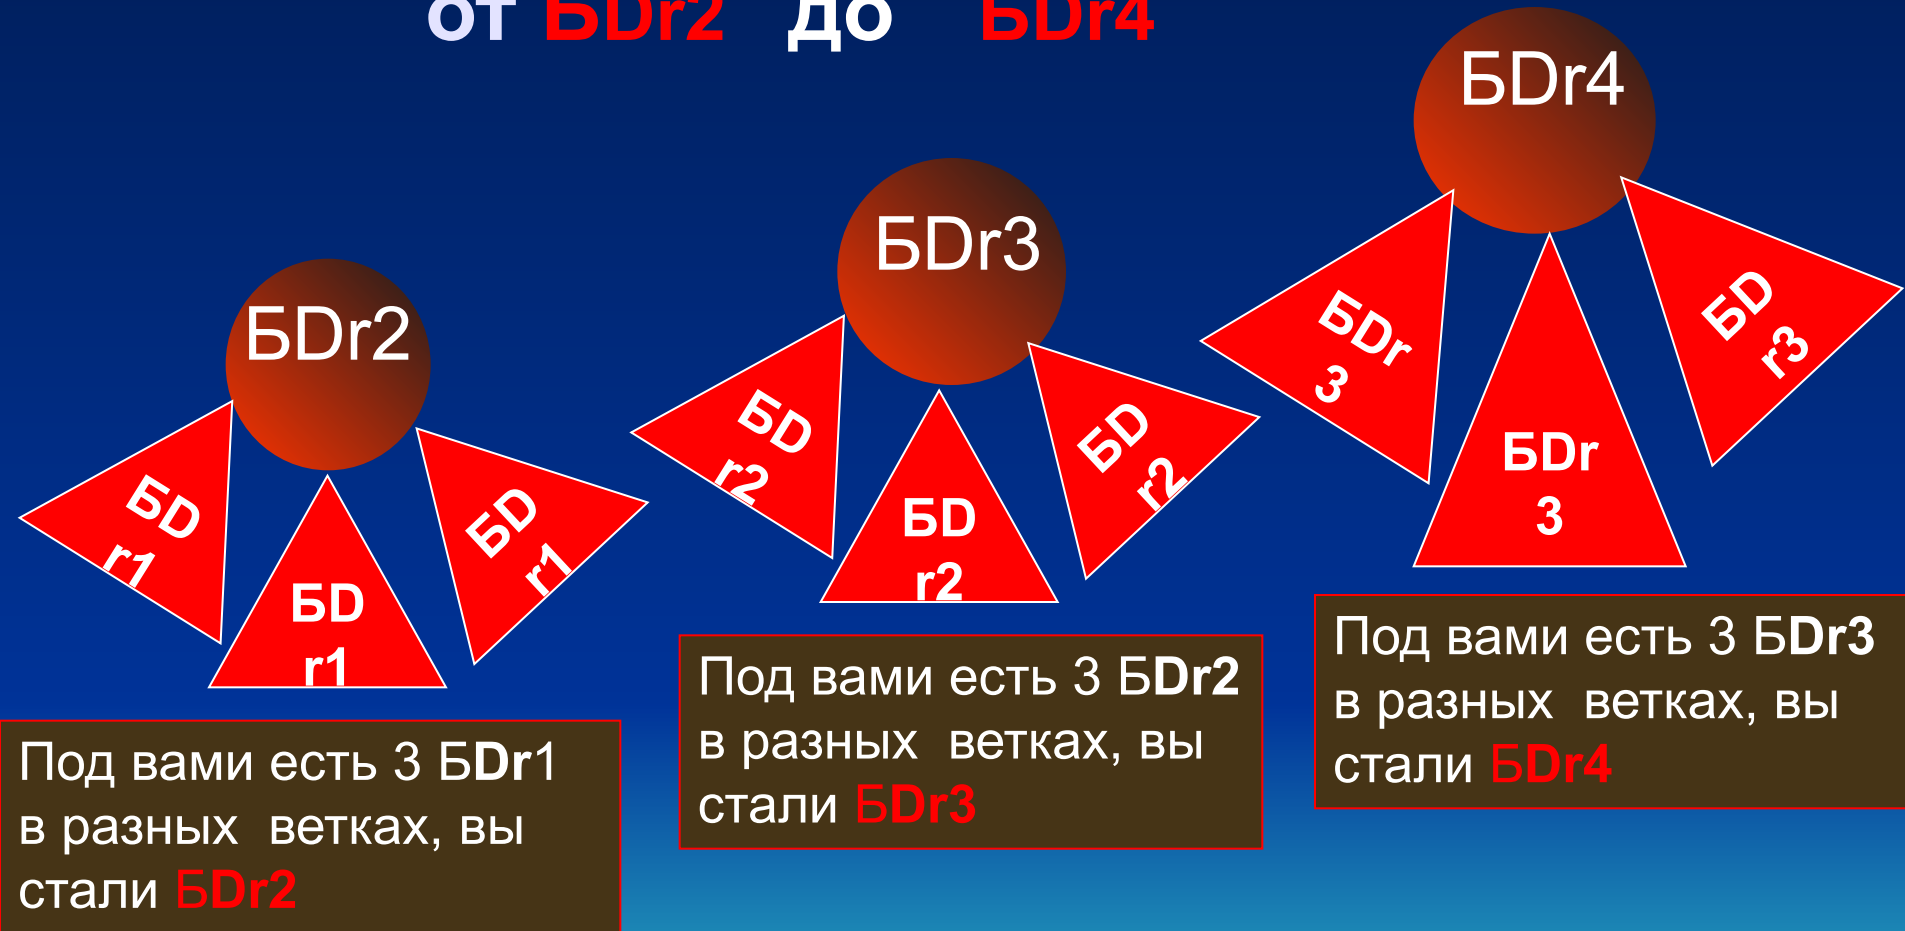 от БDr2 до БDr4
БDr4
БDr3
БDr2
БDr
3
БDr
3
БD
r3
БD
r2
БD
r2
БD
r2
БD
r1
БD
r1
БD
r1
Под вами есть 3 БDr3
в разных ветках, вы
стали БDr4
Под вами есть 3 БDr2
в разных ветках, вы
стали БDr3
Под вами есть 3 БDr1
в разных ветках, вы
стали БDr2